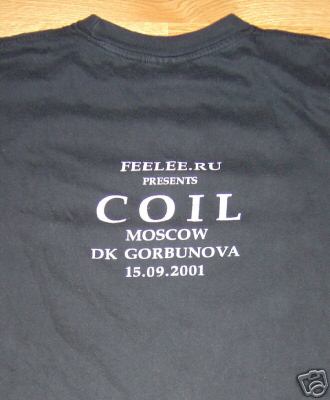 FEELEE.RU
PRESENTS
COIL
MOSCOW
DK GORBUNOVA
15.09.2001